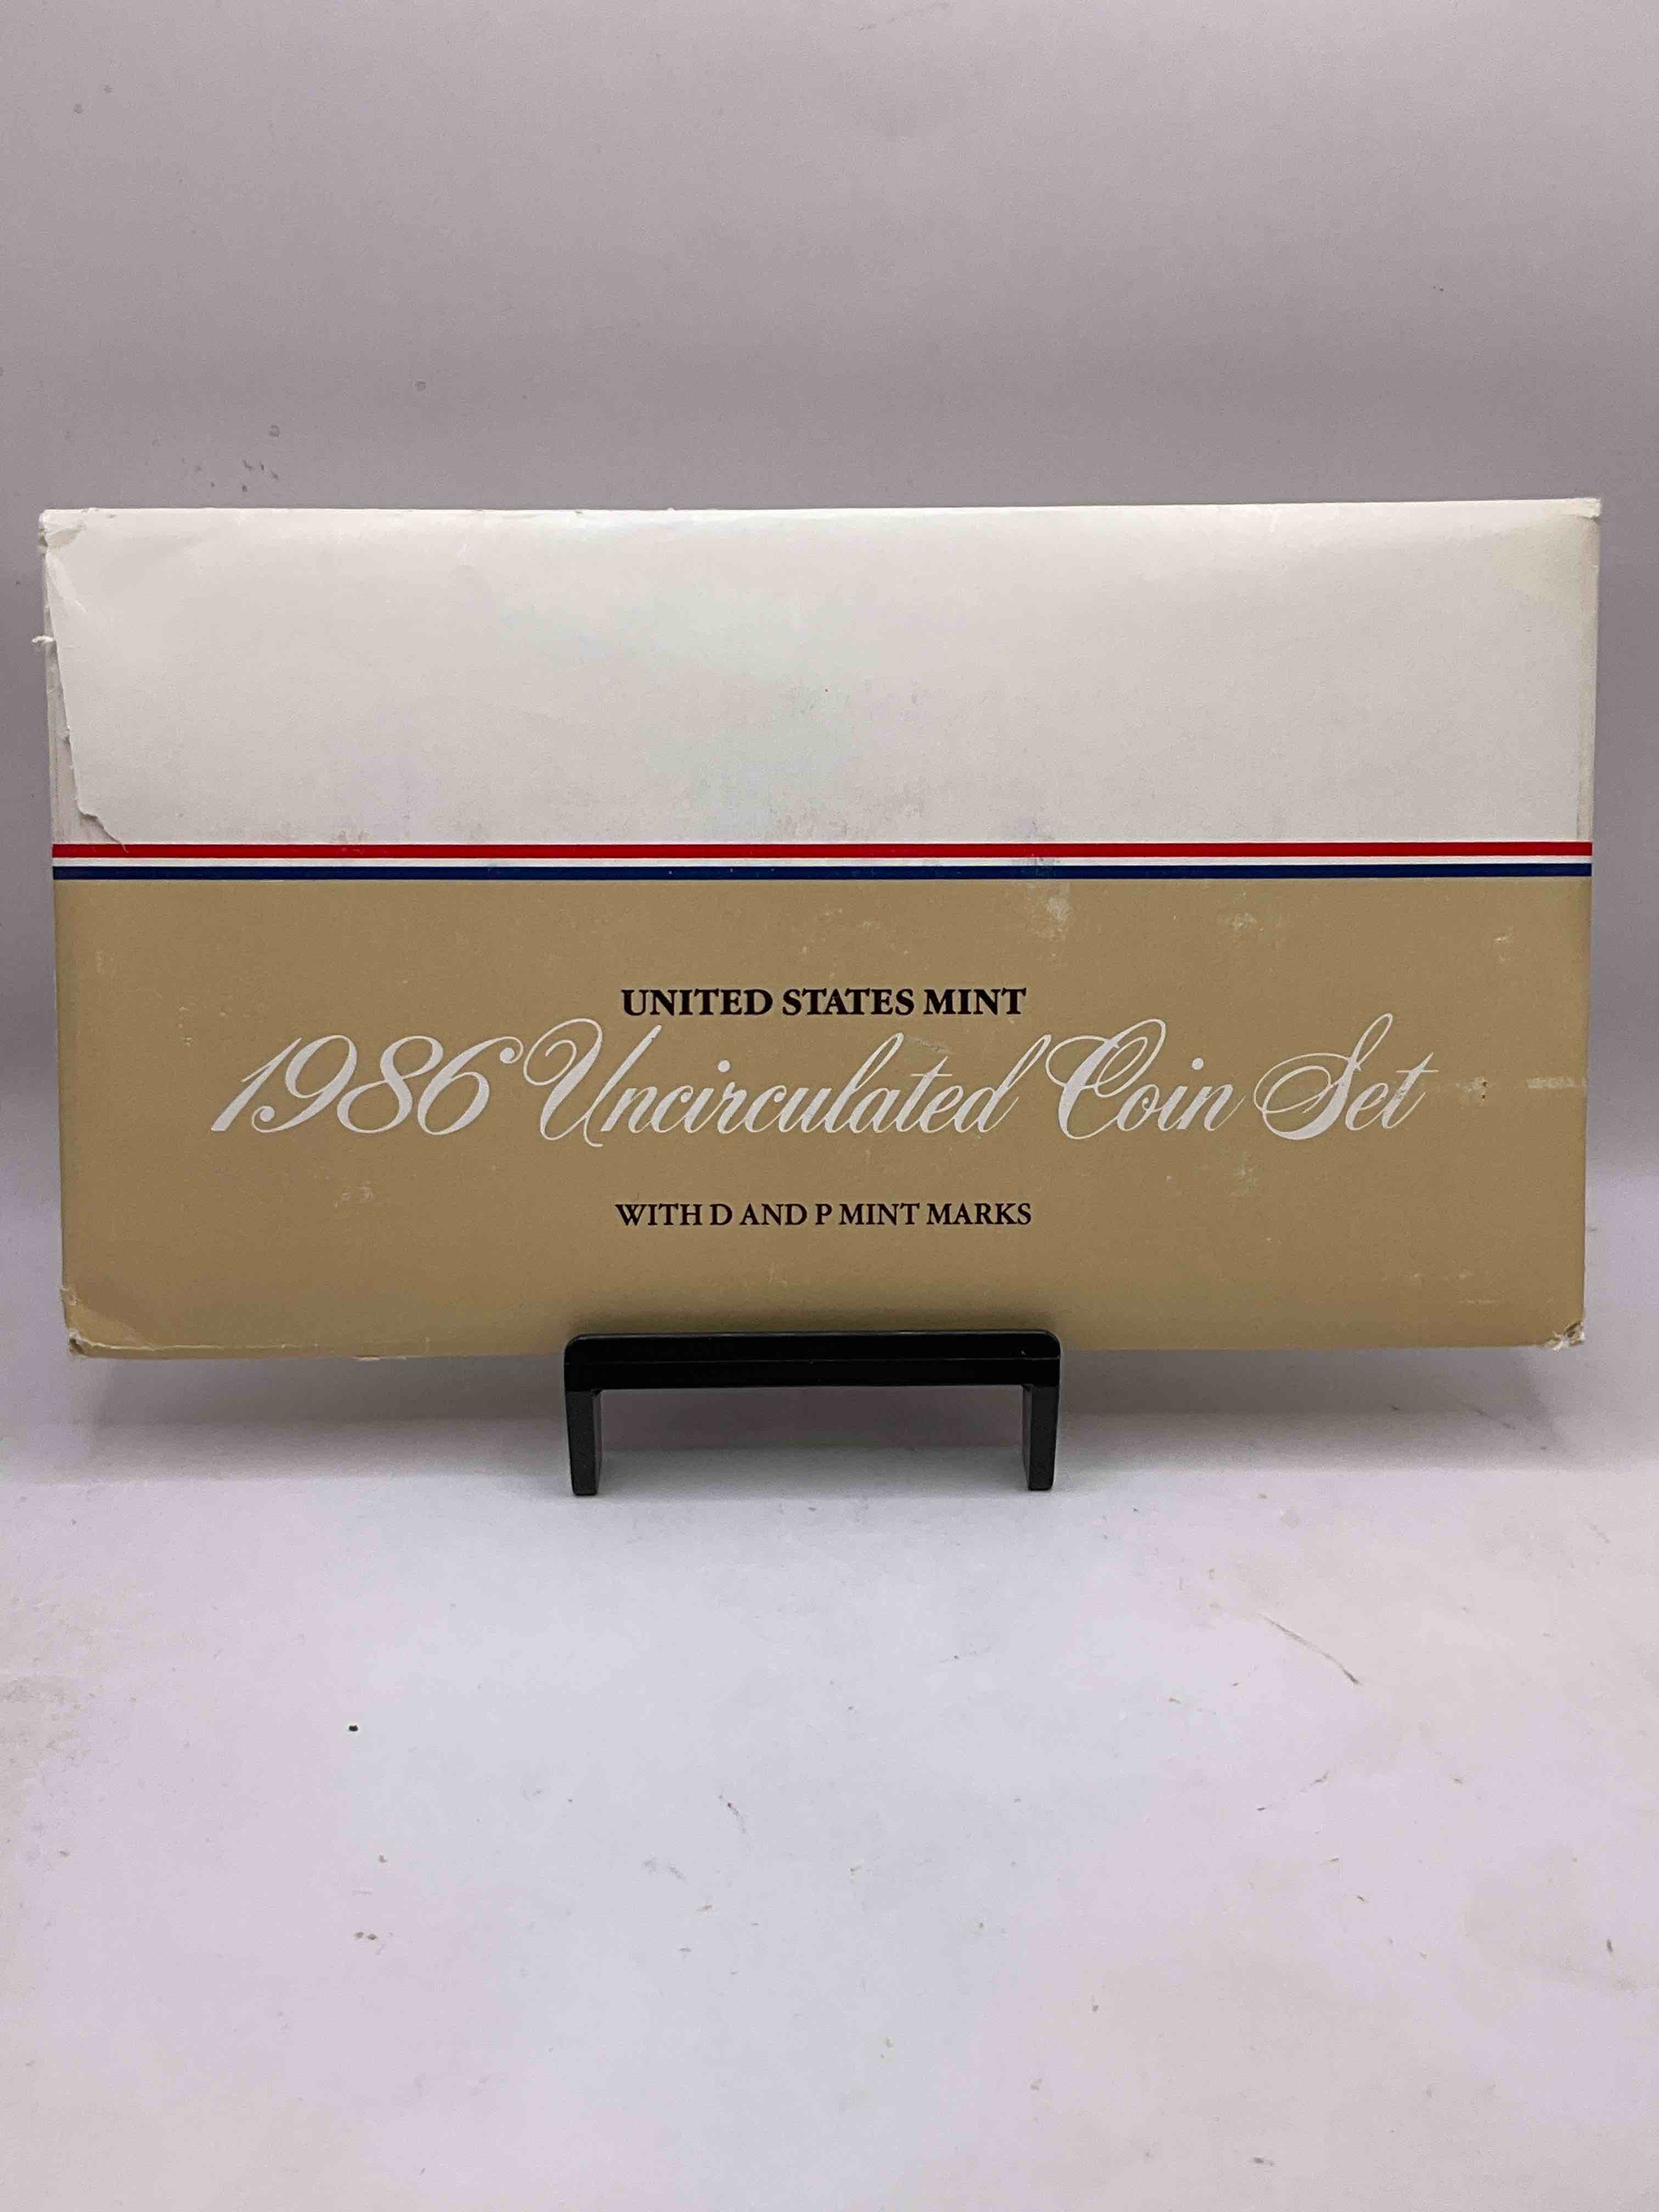 UNITED STATES MINT
1986 Uncirculated Coin Set
WITH D AND P MINT MARKS